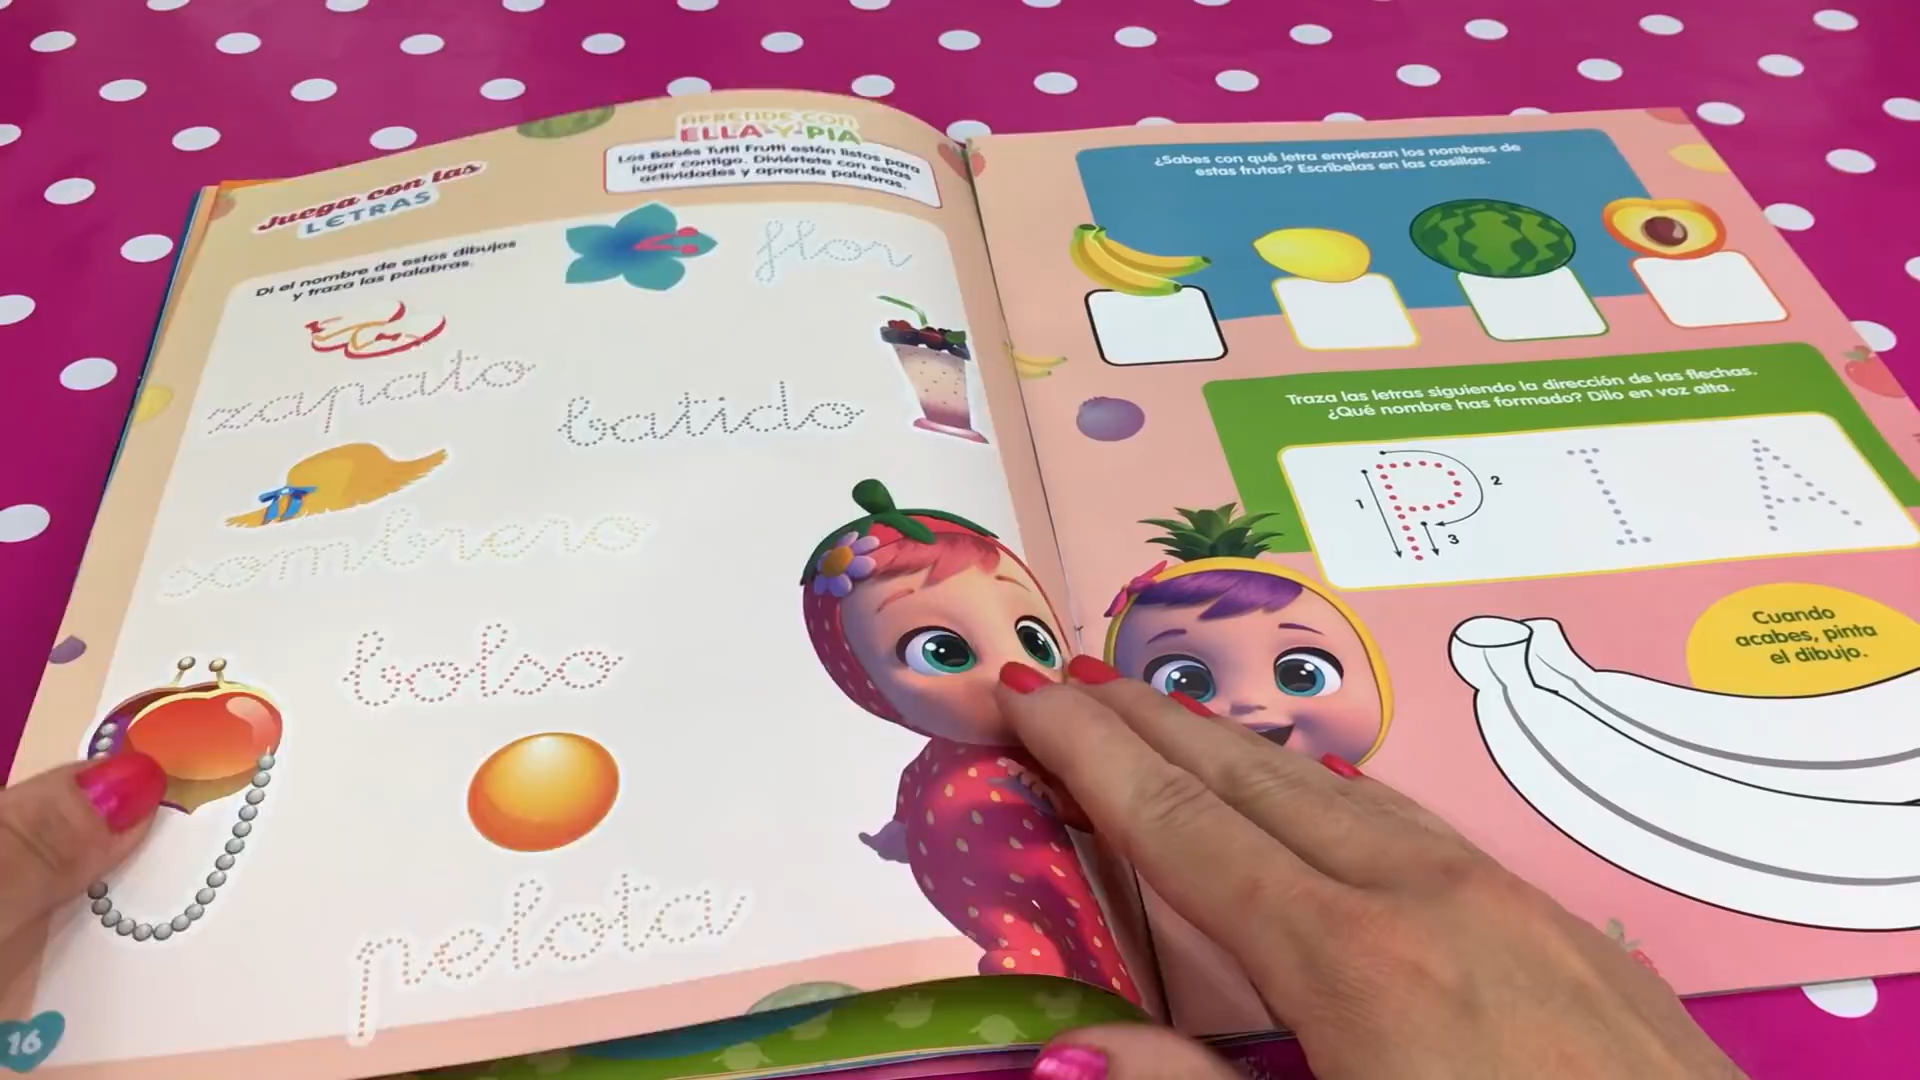 Juega con las
LETRAS
APRENDE CON
ELLA Y PIA
Los Bebés Tutti Frutti están listos para
jugar contigo. Diviértete con estas
actividades y aprende palabras.
Di el nombre de estos dibujos
y traza las palabras.
flor
zapato
batido
sombrero
bolso
pelota
16
¿Sabes con qué letra empiezan los nombres de
estas frutas? Escríbelas en las casillas.
Traza las letras siguiendo la dirección de las flechas.
¿Qué nombre has formado? Dilo en voz alta.
1 P 2 3 I A
Cuando
acabes, pinta
el dibujo.